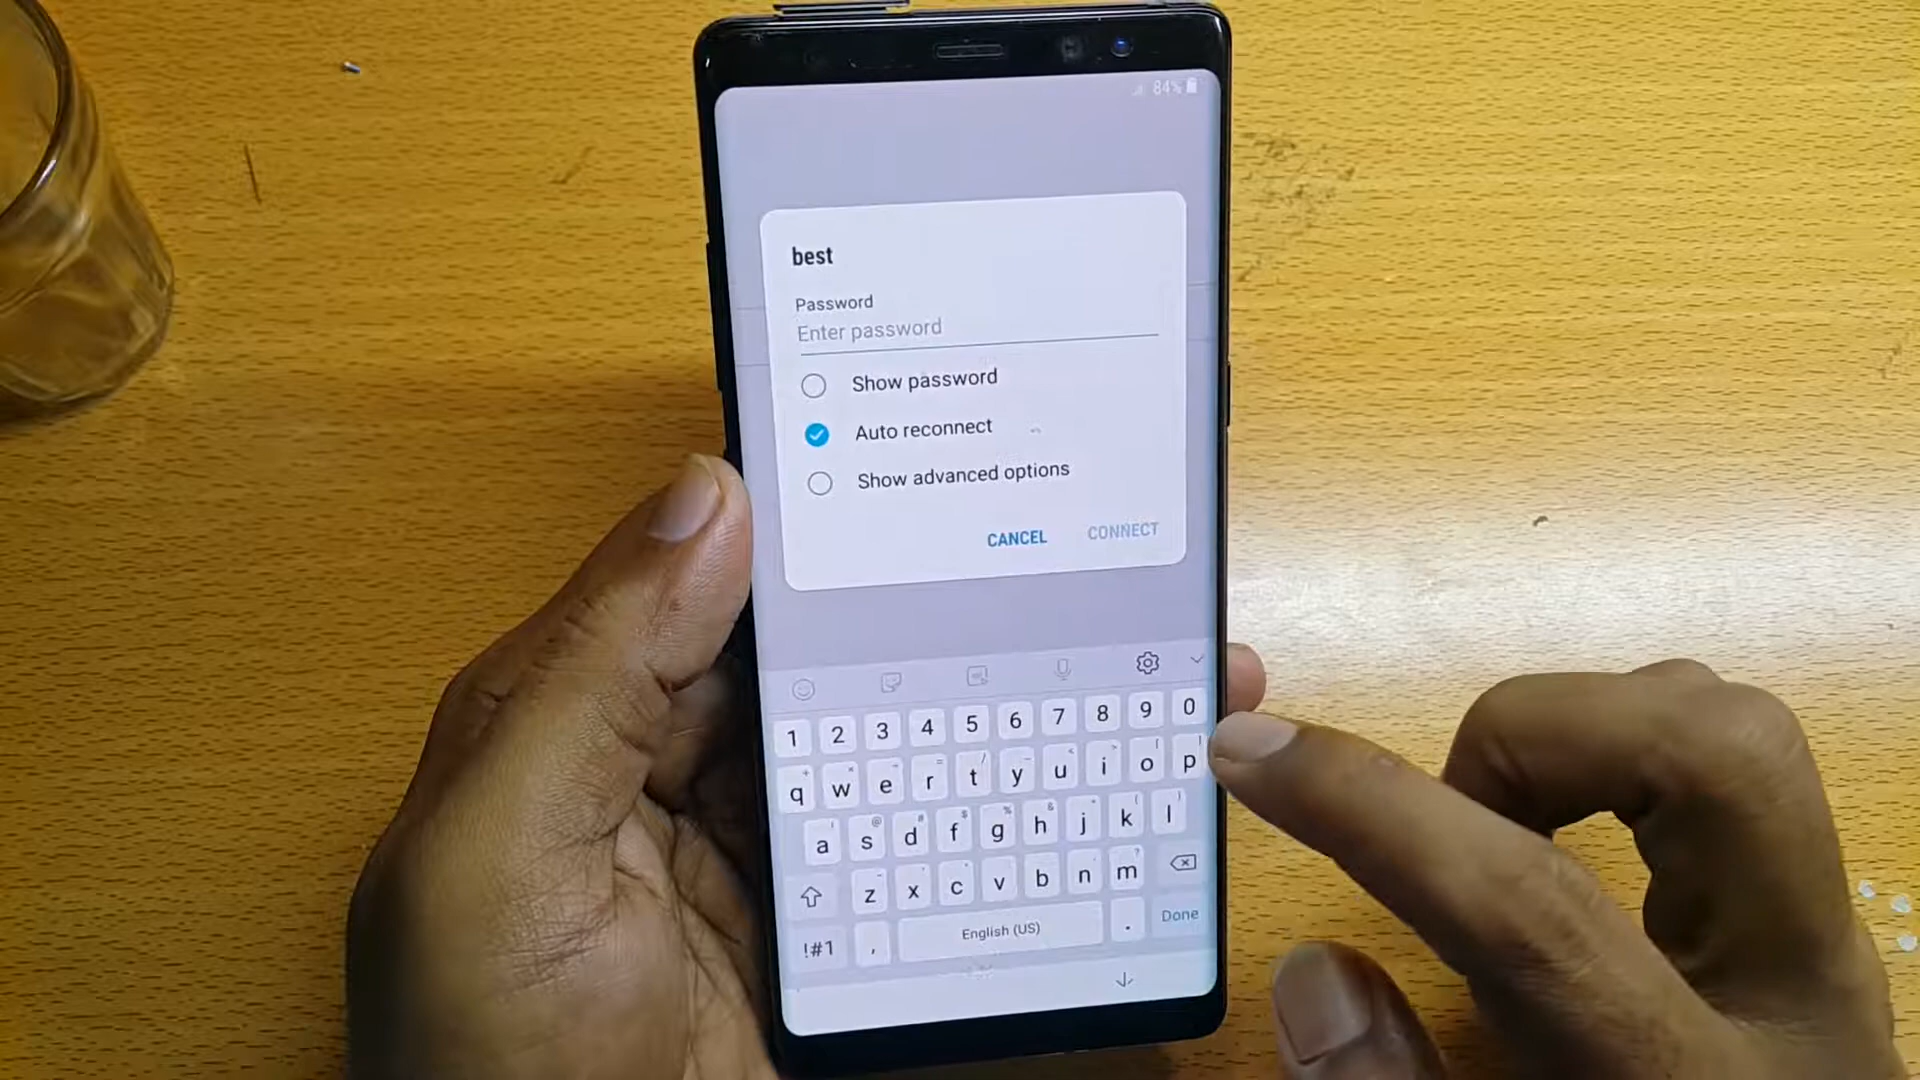 84%
best
Password
Enter password
Show password
Auto reconnect
Show advanced options
CANCEL CONNECT
1 2 3 4 5 6 7 8 9 0
q w e r t y u i o p
a s d f g h j k l
z x c v b n m
!#1 , English (US) . Done